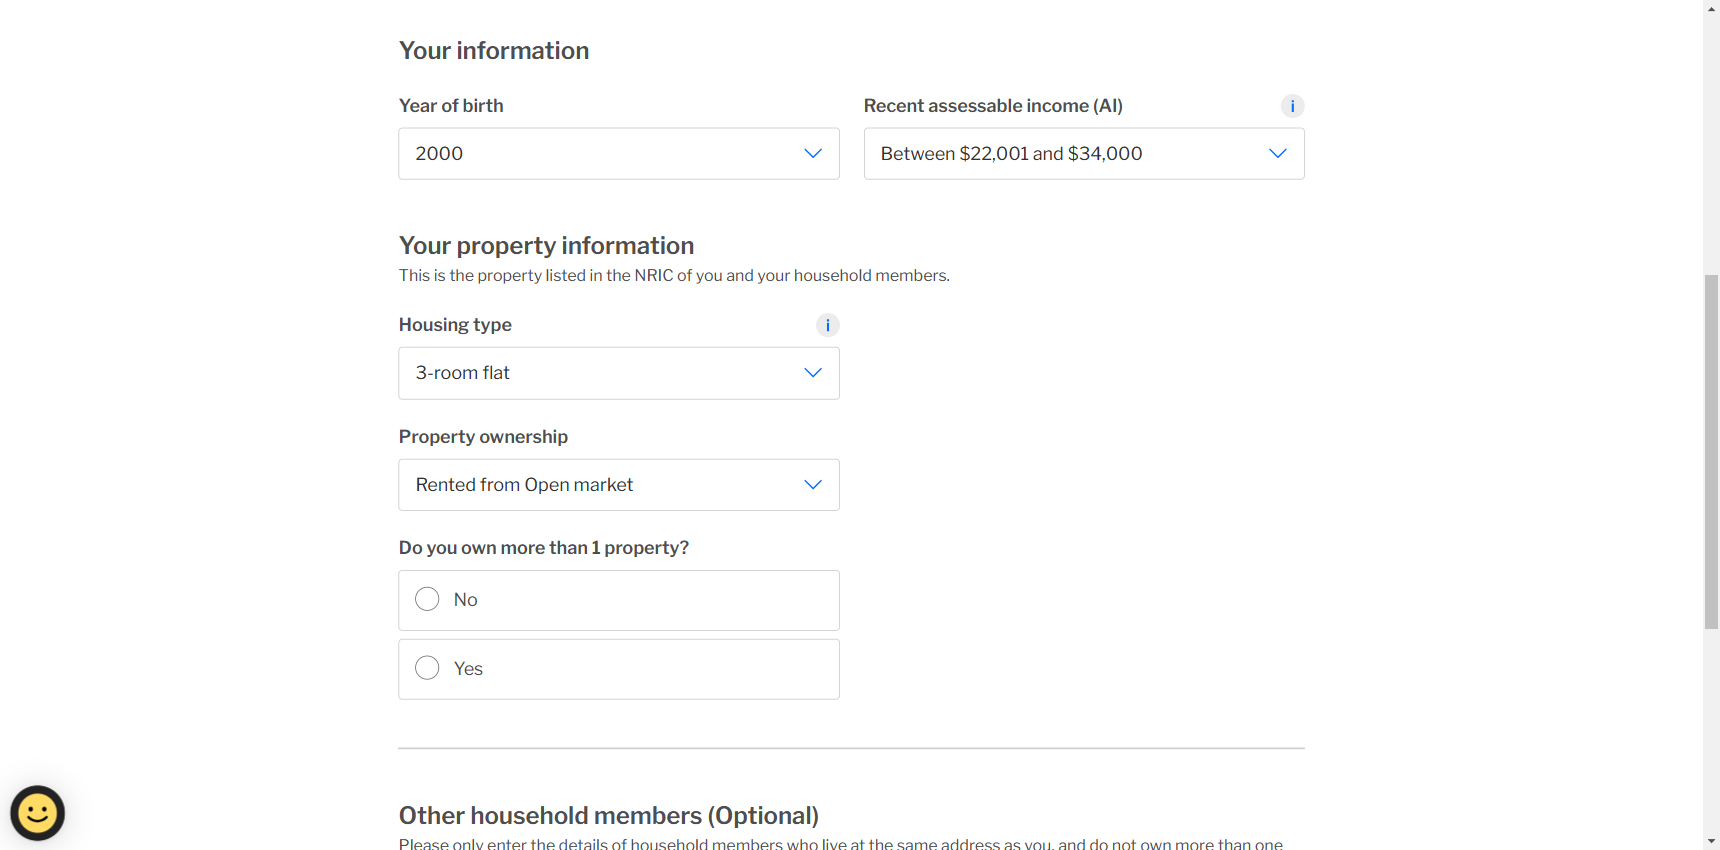 Your information
Year of birth
Recent assessable income (AI)
i
2000
Between $22,001 and $34,000
Your property information
This is the property listed in the NRIC of you and your household members.
Housing type
i
3-room flat
Property ownership
Rented from Open market
Do you own more than 1 property?
No
Yes
Other household members (Optional)
Please only enter the details of household members who live at the same address as you, and do not own more than one